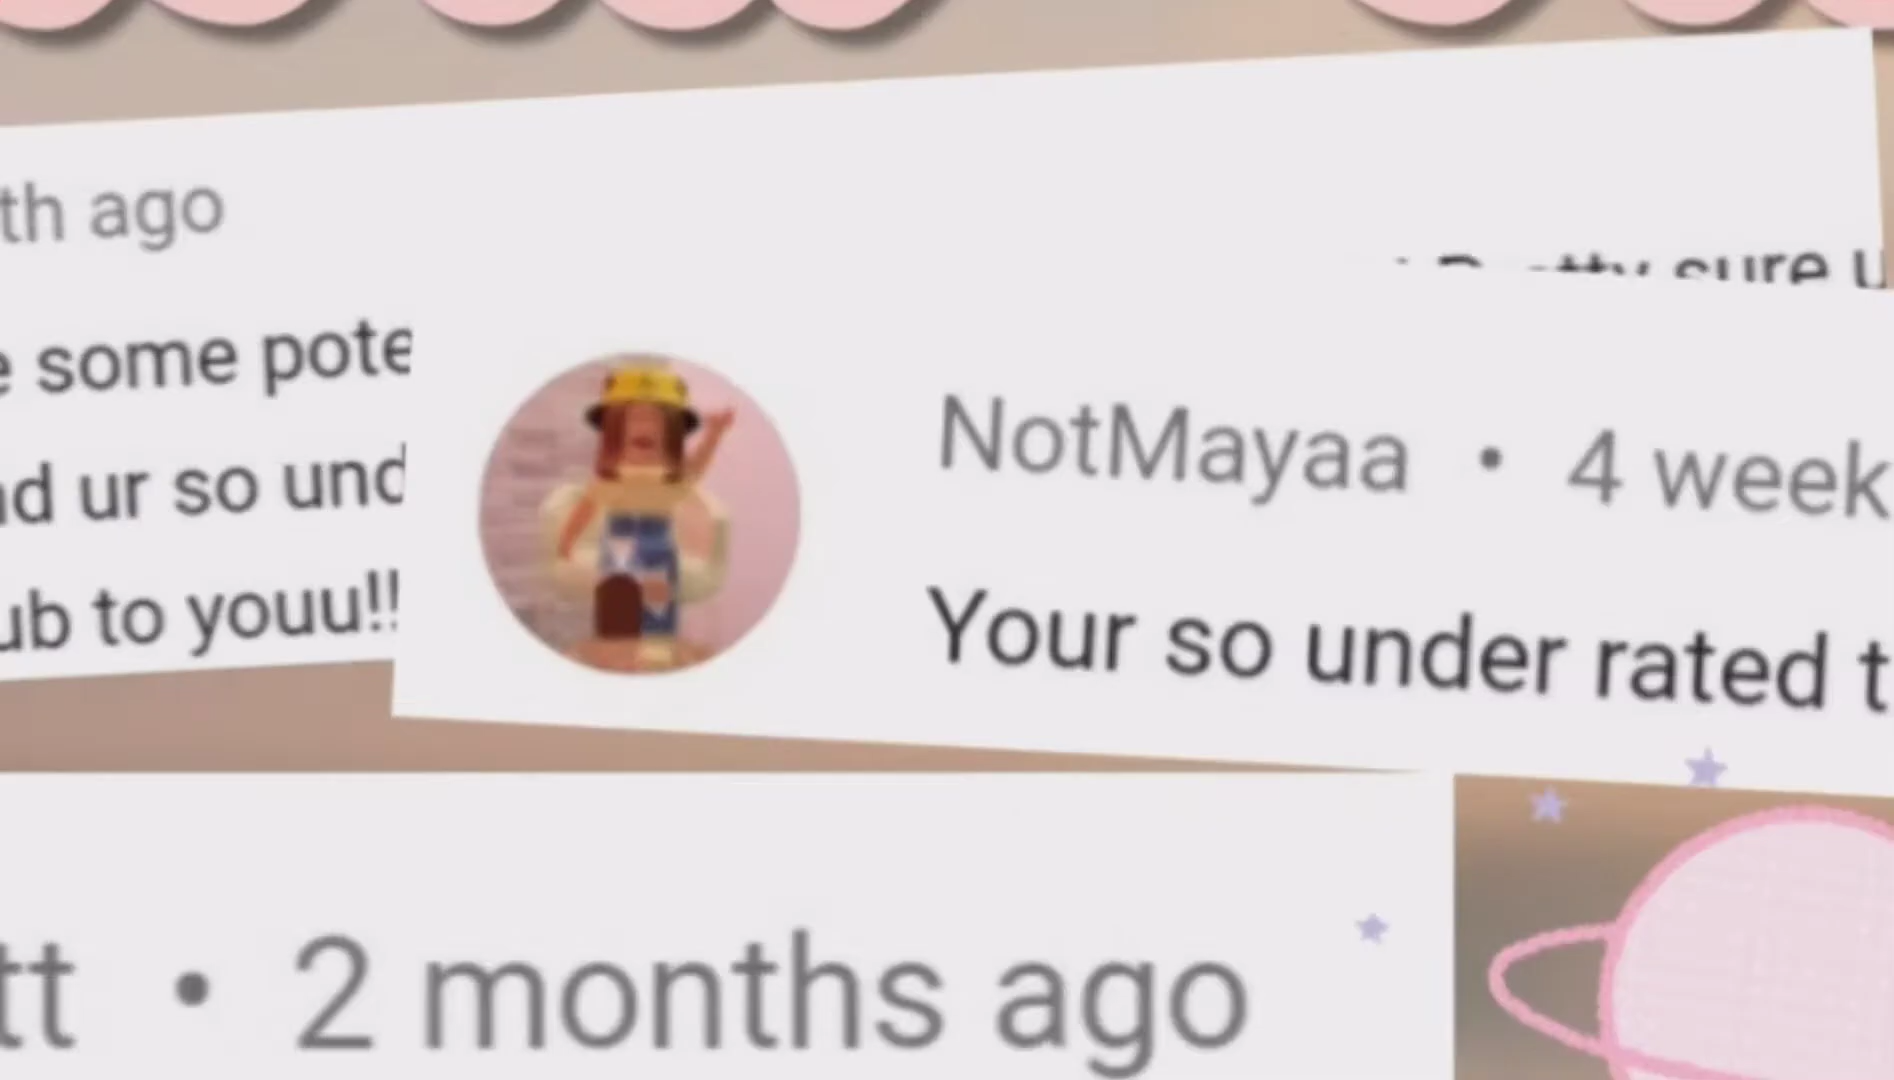 th ago
sure
some pote
ur so und
to youu!!
NotMayaa • 4 week
Your so under rated
tt • 2 months ago